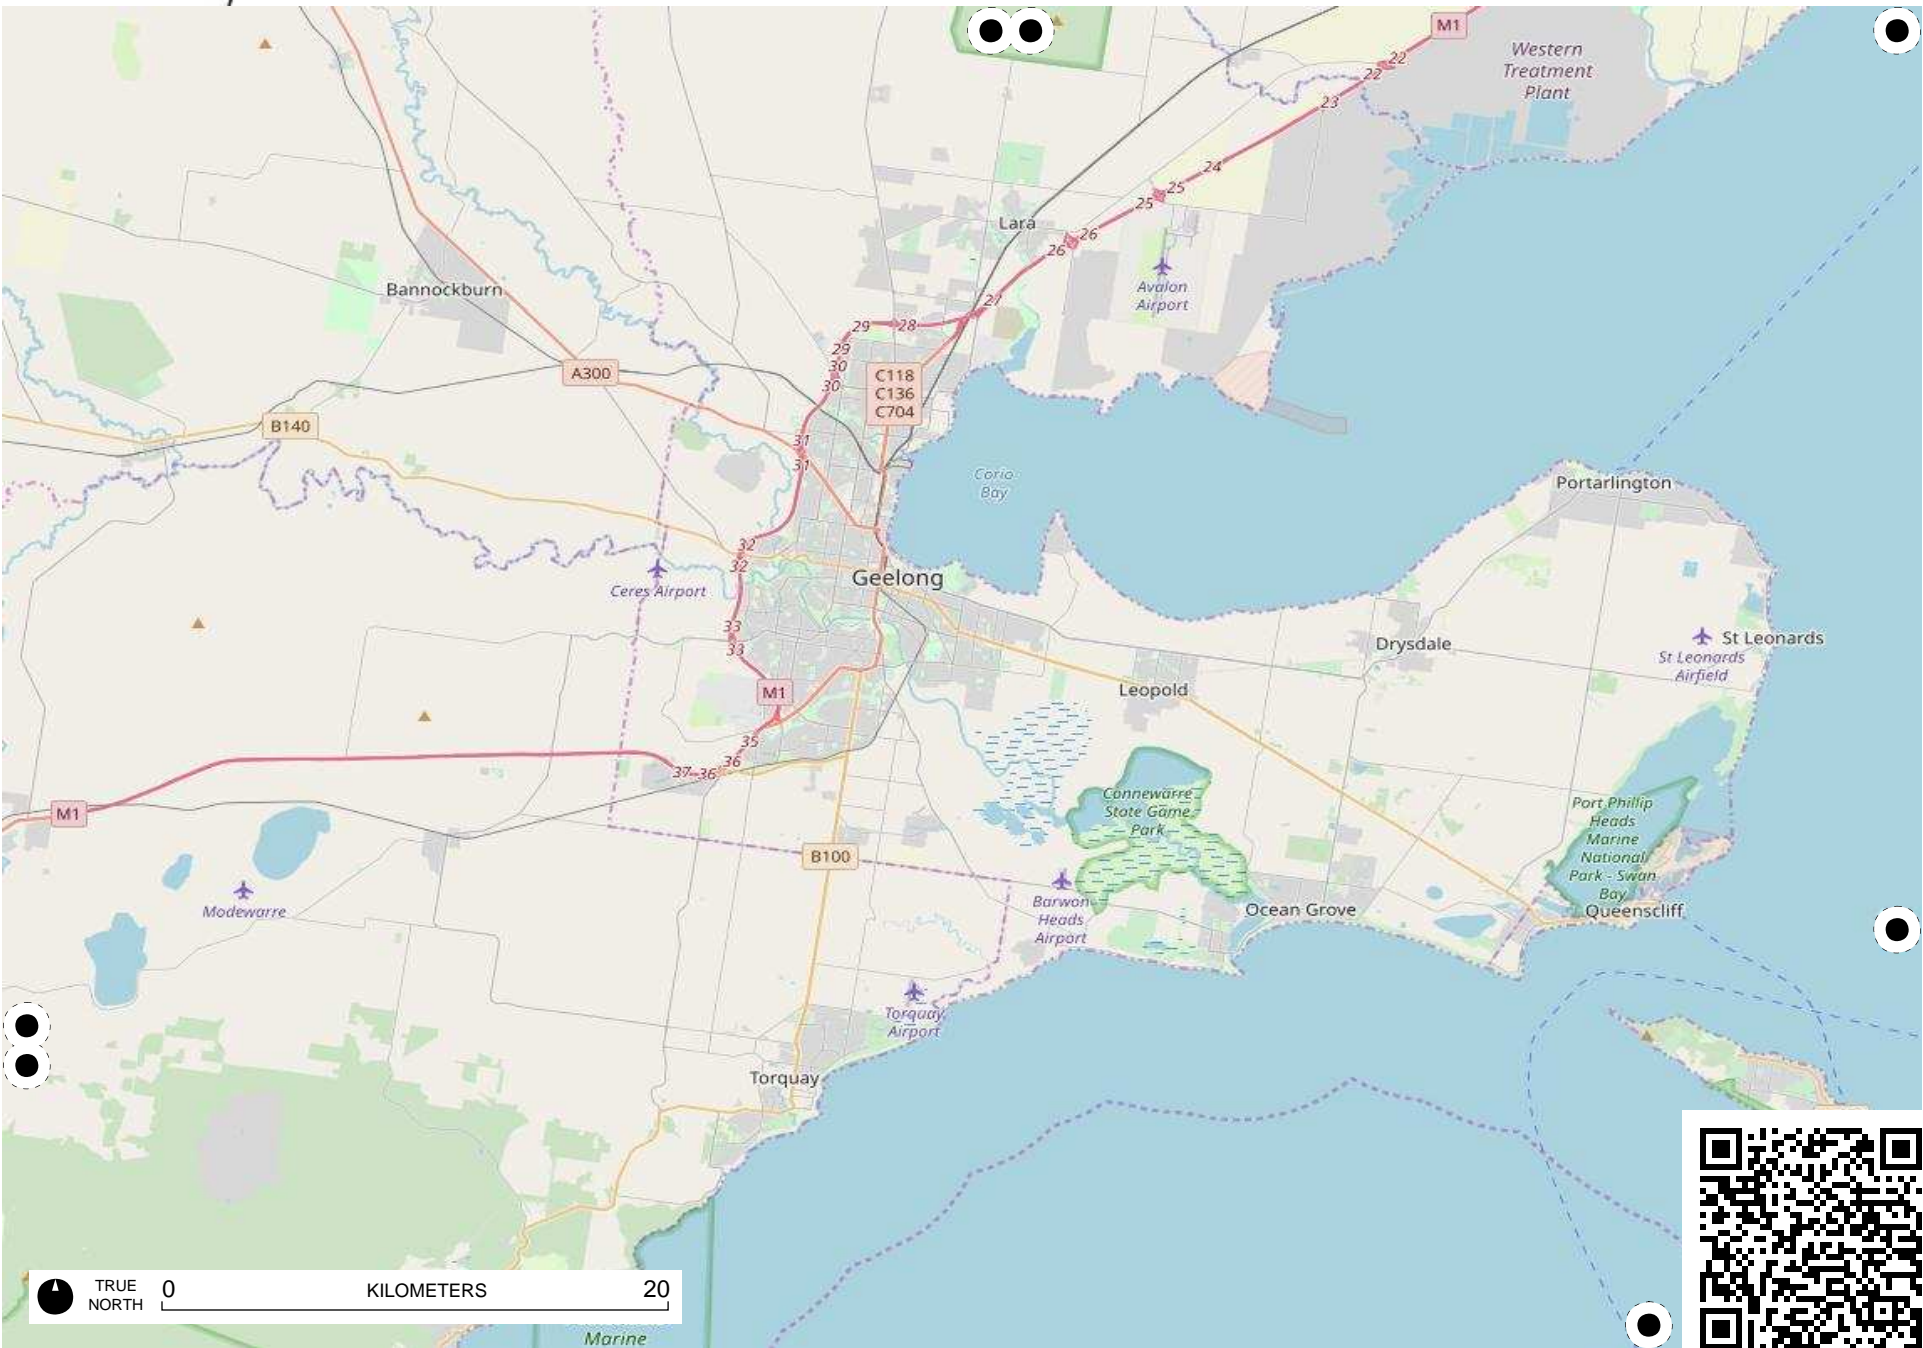 M1
Western
Treatment
Plant
22
22
23
24
25
25
Lara
26
26
Avalon
Airport
27
Bannockburn
29
28
29
30
30
A300
C118
C136
C704
B140
31
31
Corio
Bay
Portarlington
32
32
Geelong
Ceres Airport
33
33
Drysdale
St Leonards
St Leonards
Airfield
M1
Leopold
35
36
37
36
Connewarre
State Game
Park
Port Phillip
Heads
Marine
National
Park - Swan
Bay
M1
B100
Modewarre
Barwon
Heads
Airport
Ocean Grove
Queenscliff
Torquay
Airport
Torquay
TRUE
NORTH
0
KILOMETERS
20
Marine